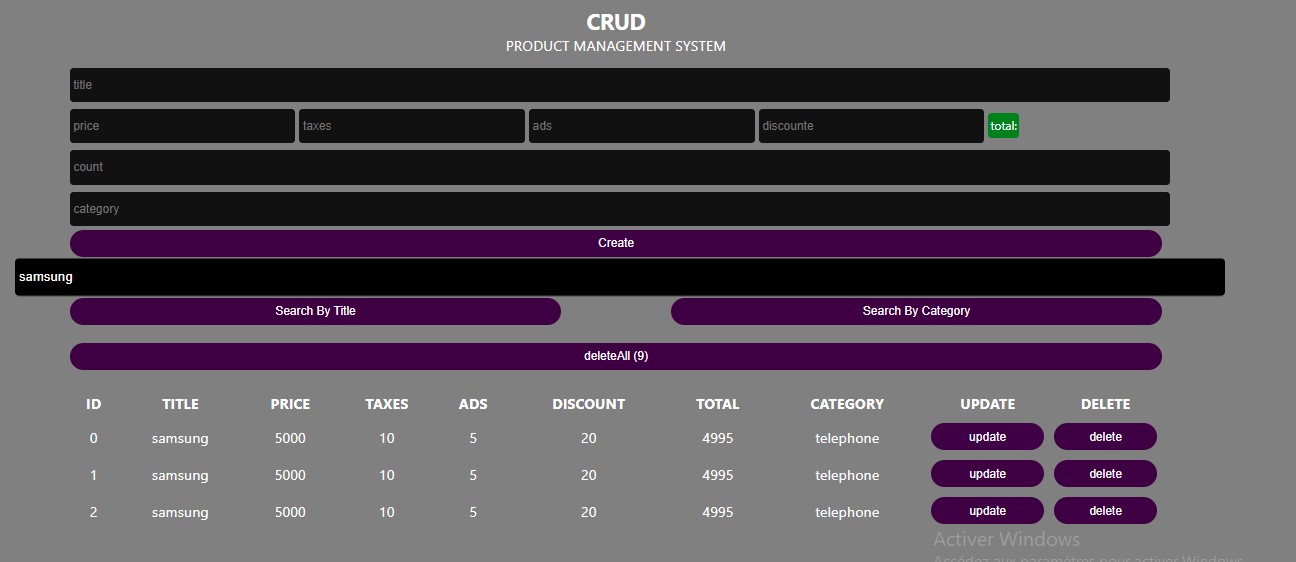 CRUD
PRODUCT MANAGEMENT SYSTEM
title
price taxes ads discounte total:
count
category
Create
samsung
Search By Title Search By Category
deleteAll (9)
ID TITLE PRICE TAXES ADS DISCOUNT TOTAL CATEGORY UPDATE DELETE
0 samsung 5000 10 5 20 4995 telephone update delete
1 samsung 5000 10 5 20 4995 telephone update delete
2 samsung 5000 10 5 20 4995 telephone update delete
Activer Windows
Accédez aux paramètres pour activer Windows